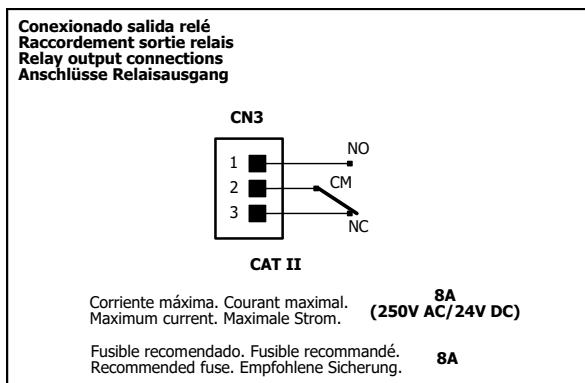 Conexionado salida relé
Raccordement sortie relais
Relay output connections
Anschlüsse Relaisausgang
CN3
1
NO
2
CM
3
NC
CAT II
Corriente máxima. Courant maximal.
Maximum current. Maximale Strom.
8A
(250V AC/24V DC)
Fusible recomendado. Fusible recommandé.
Recommended fuse. Empfohlene Sicherung.
8A